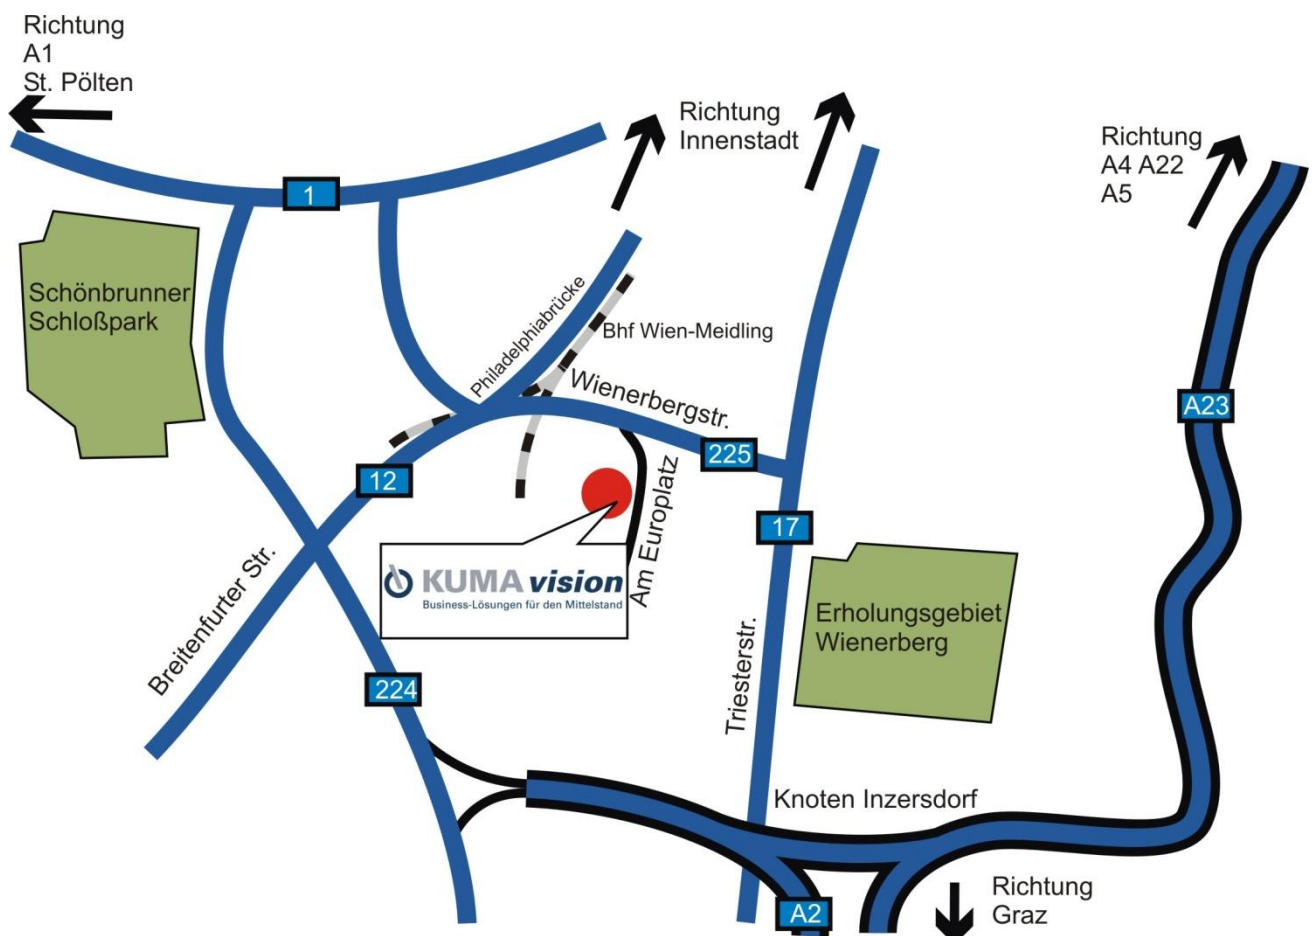 Richtung
A1
St. Pölten
Richtung
Innenstadt
Richtung
A4 A22
A5
1
Schönbrunner
Schloßpark
Philadelphiabrücke
Bhf Wien-Meidling
Wienerbergstr.
A23
225
12
17
Am Europlatz
KUMAvision
Business-Lösungen für den Mittelstand
Breitenfurter Str.
Erholungsgebiet
Wienerberg
224
Triesterstr.
Knoten Inzersdorf
Richtung
Graz
A2